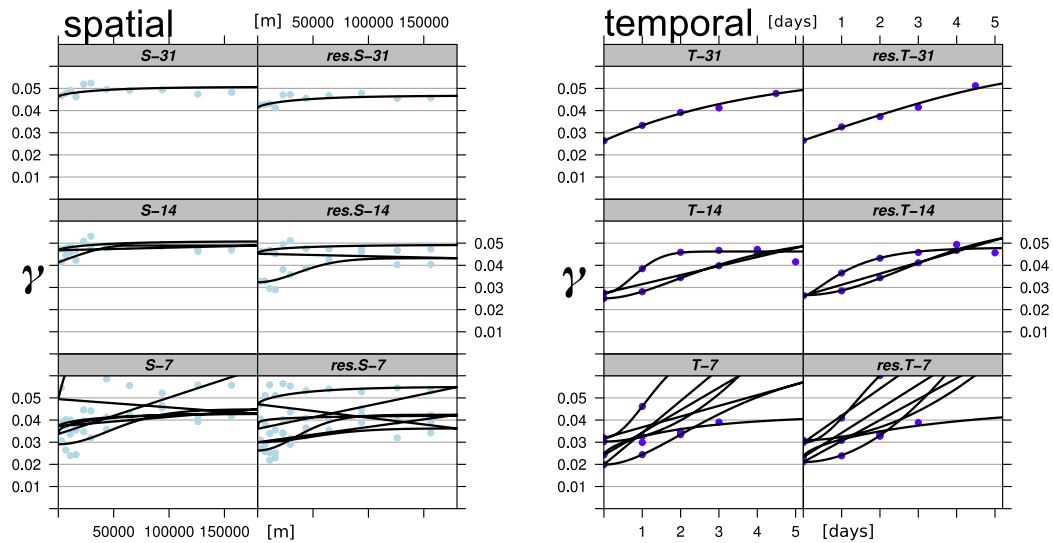 spatial [m] 50000 100000 150000 temporal [days] 1 2 3 4 5
S−31 res.S−31 T−31 res.T−31
0.05 0.05
0.04 0.04
0.03 0.03
0.02 0.02
0.01 0.01
S−14 res.S−14 T−14 res.T−14
0.05 0.05
γ 0.04 γ 0.04
0.03 0.03
0.02 0.02
0.01 0.01
S−7 res.S−7 T−7 res.T−7
0.05 0.05
0.04 0.04
0.03 0.03
0.02 0.02
0.01 0.01
50000 100000 150000 [m] 1 2 3 4 5 [days]